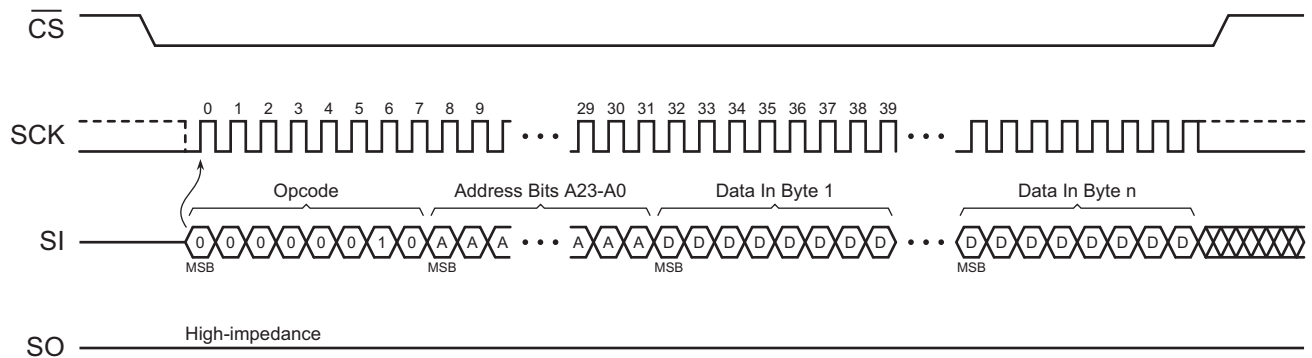 CS
0 1 2 3 4 5 6 7 8 9 29 30 31 32 33 34 35 36 37 38 39
SCK
Opcode Address Bits A23-A0 Data In Byte 1 Data In Byte n
SI 0 0 0 0 0 0 1 0 A A A A A A D D D D D D D D D D D D D D D D
MSB MSB MSB MSB
High-impedance
SO